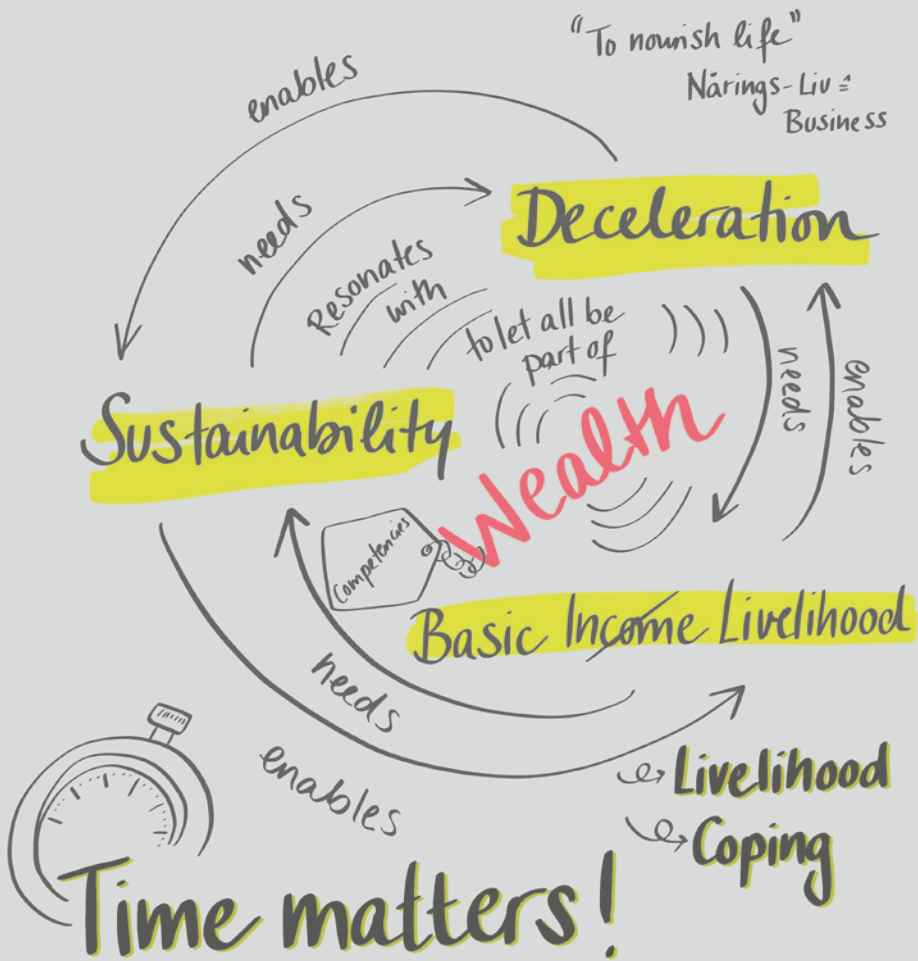 "To nourish life"
Närings-Liv ≙
Business
enables
needs
Deceleration
Resonates
with
to let all be
part of
needs
enables
Sustainability
Wealth
Competencies
Basic Income Livelihood
needs
enables
Livelihood
Coping
Time matters!